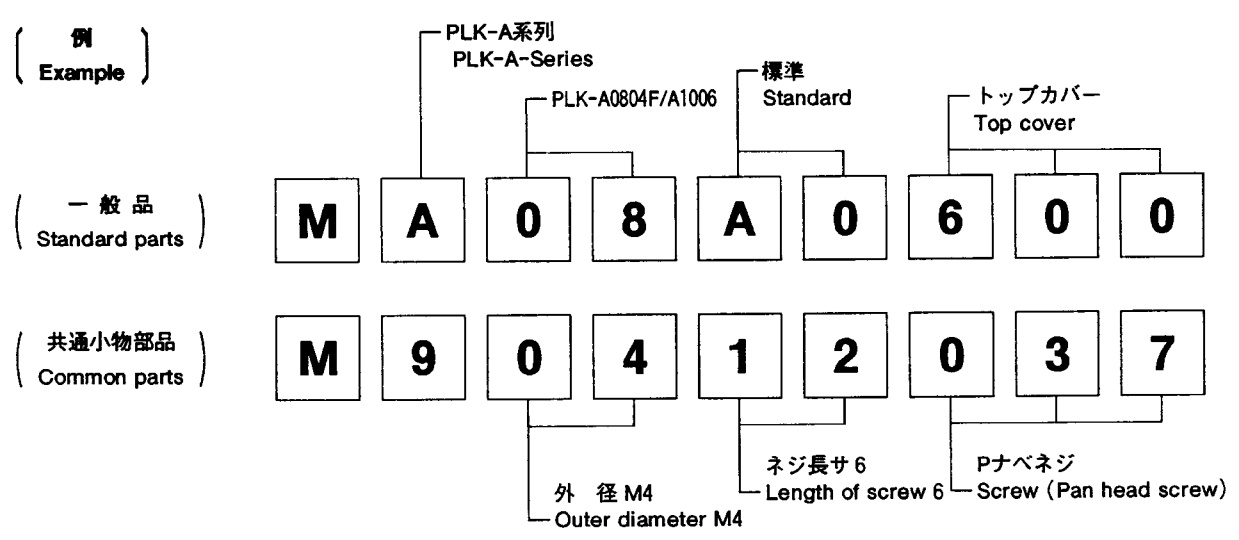 例
Example
PLK-A系列
PLK-A-Series
PLK-A0804F/A1006
標準
Standard
トップカバー
Top cover
一般品
Standard parts
M A 0 8 A 0 6 0 0
共通小物部品
Common parts
M 9 0 4 1 2 0 3 7
外 径 M4
Outer diameter M4
ネジ長サ 6
Length of screw 6
Pナベネジ
Screw (Pan head screw)